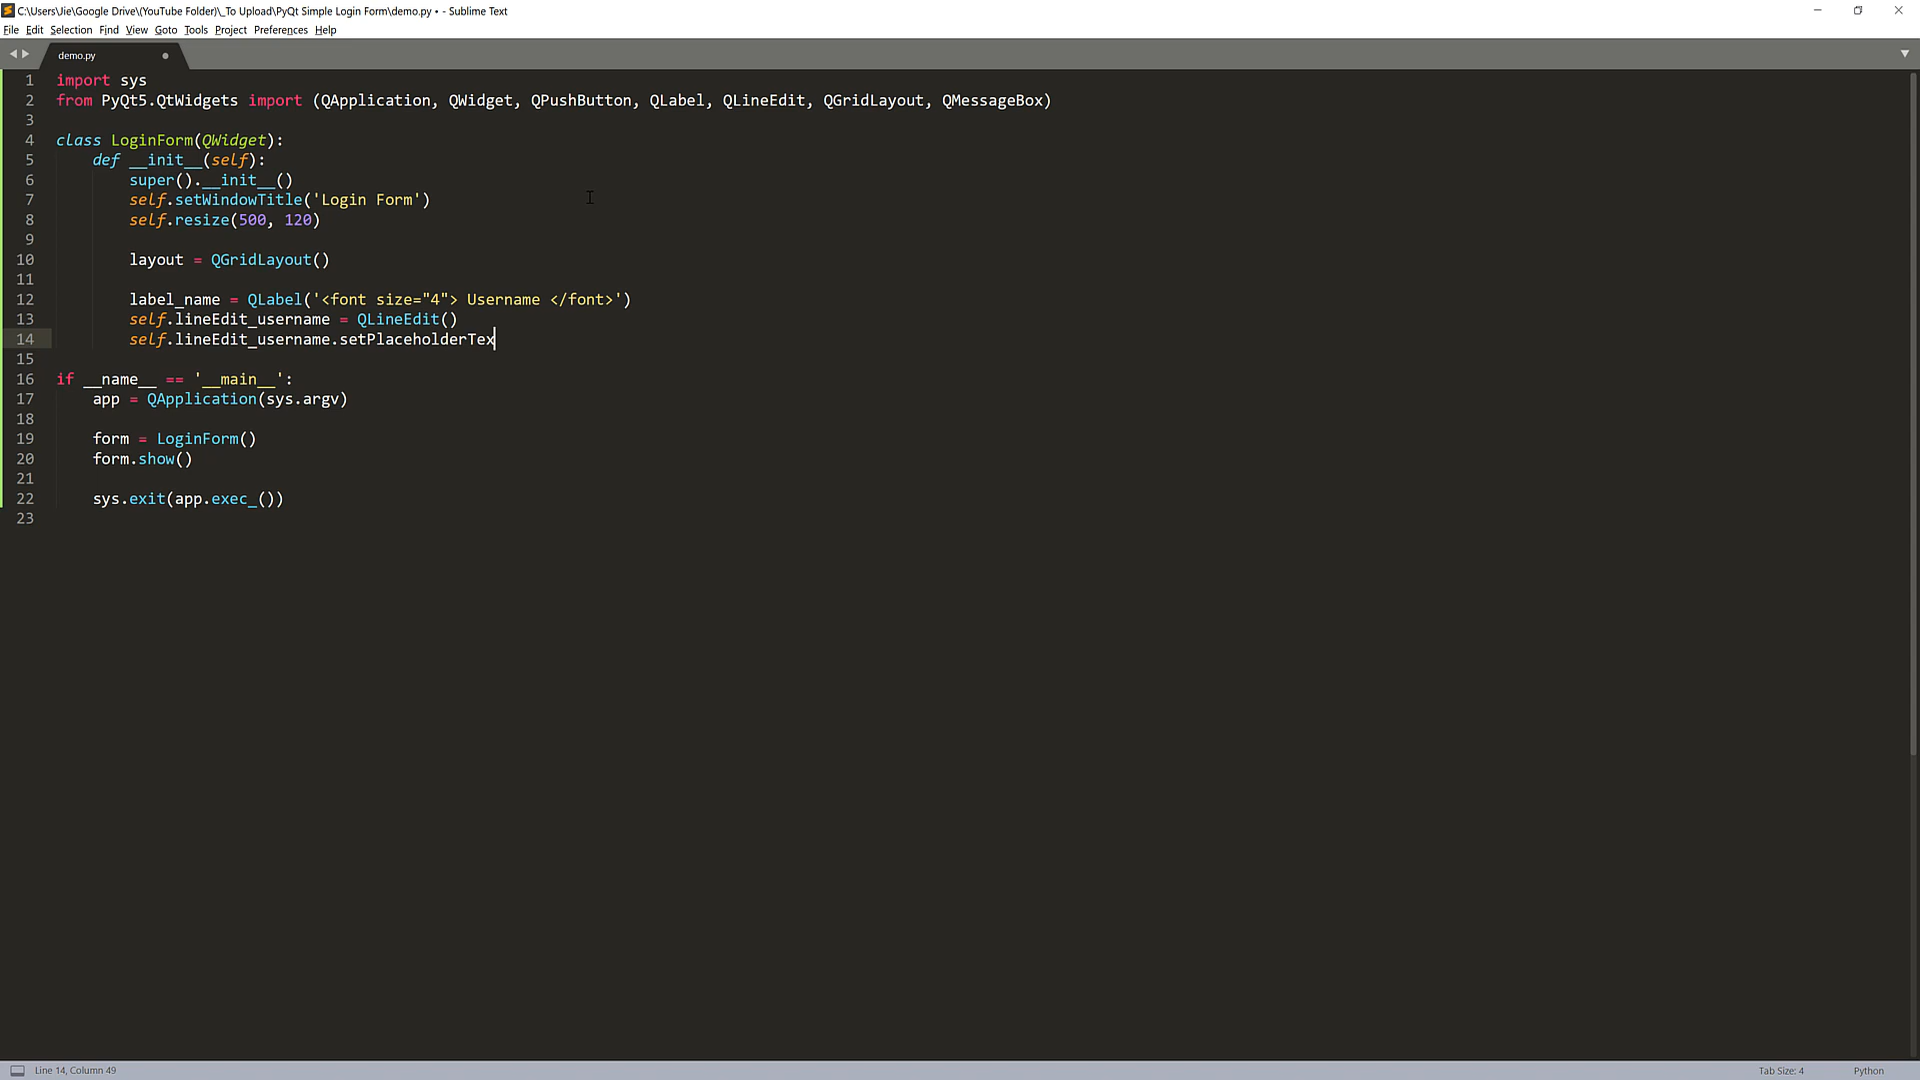 C:\Users\Jie\Google Drive\(YouTube Folder)\_To Upload\PyQt Simple Login Form\demo.py • - Sublime Text
File Edit Selection Find View Goto Tools Project Preferences Help
demo.py
1 import sys
2 from PyQt5.QtWidgets import (QApplication, QWidget, QPushButton, QLabel, QLineEdit, QGridLayout, QMessageBox)
3
4 class LoginForm(QWidget):
5     def __init__(self):
6         super().__init__()
7         self.setWindowTitle('Login Form')
8         self.resize(500, 120)
9
10         layout = QGridLayout()
11
12         label_name = QLabel('<font size="4"> Username </font>')
13         self.lineEdit_username = QLineEdit()
14         self.lineEdit_username.setPlaceholderTex
15
16 if __name__ == '__main__':
17     app = QApplication(sys.argv)
18
19     form = LoginForm()
20     form.show()
21
22     sys.exit(app.exec_())
23
Line 14, Column 49 Tab Size: 4 Python